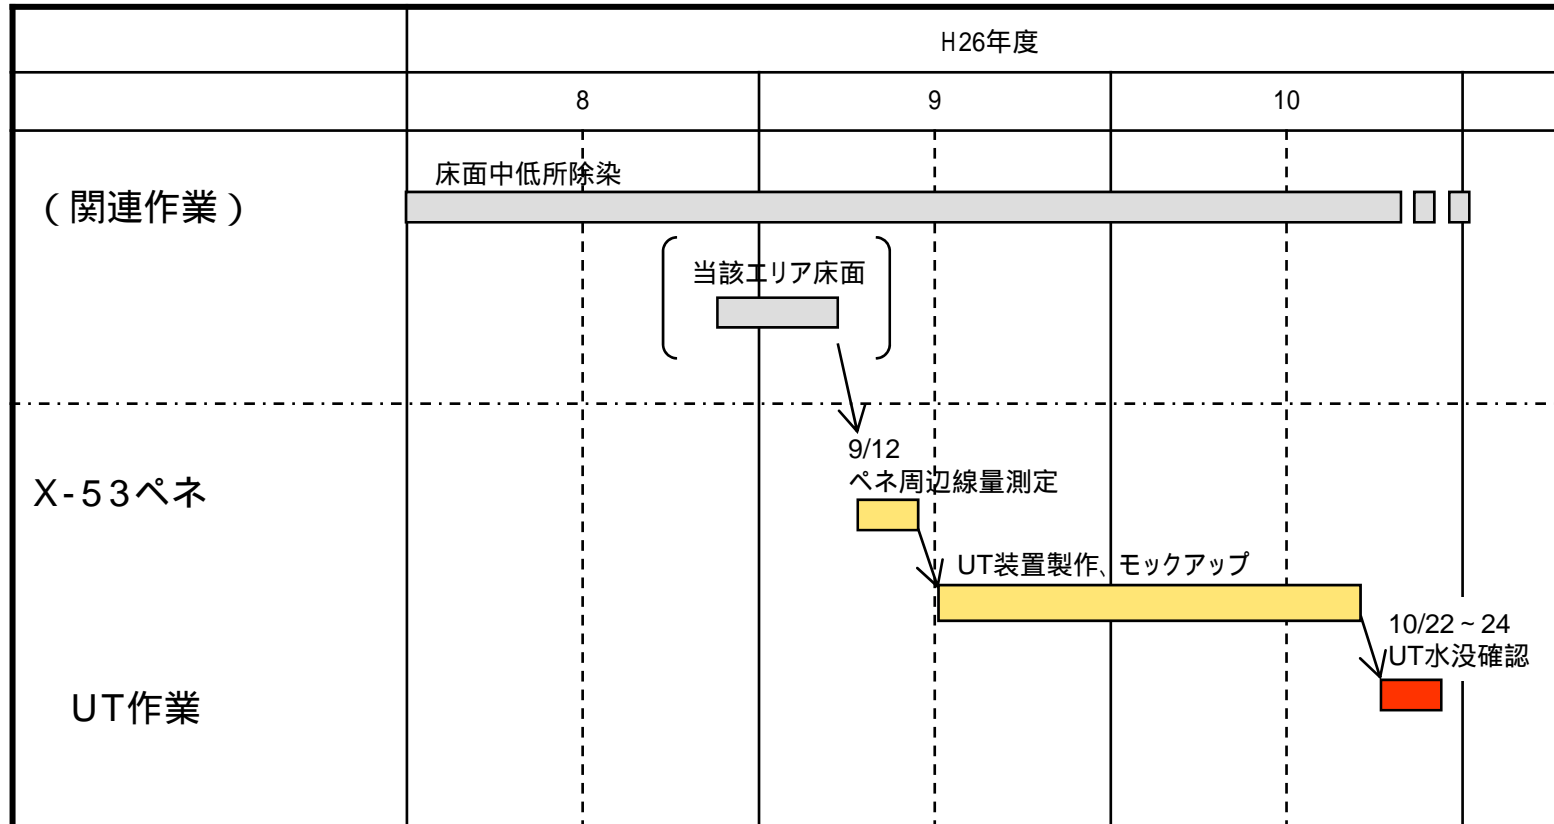 H26年度
8 9 10
床面中低所除染
(関連作業)
当該エリア床面
9/12
ペネ周辺線量測定
X-53ペネ
UT装置製作、モックアップ
10/22~24
UT水没確認
UT作業